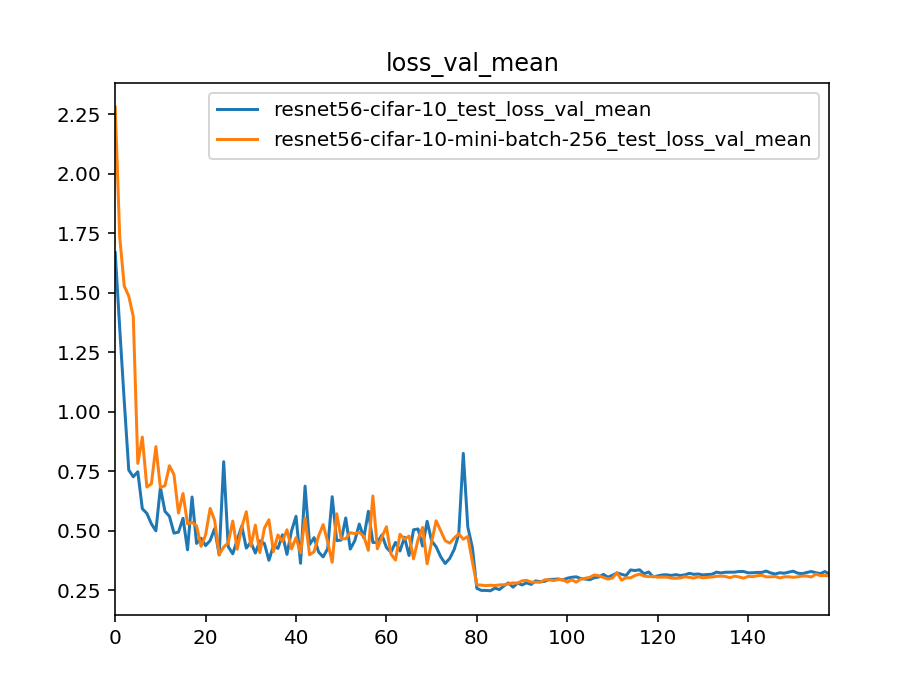 loss_val_mean
resnet56-cifar-10_test_loss_val_mean
resnet56-cifar-10-mini-batch-256_test_loss_val_mean
2.25
2.00
1.75
1.50
1.25
1.00
0.75
0.50
0.25
0 20 40 60 80 100 120 140